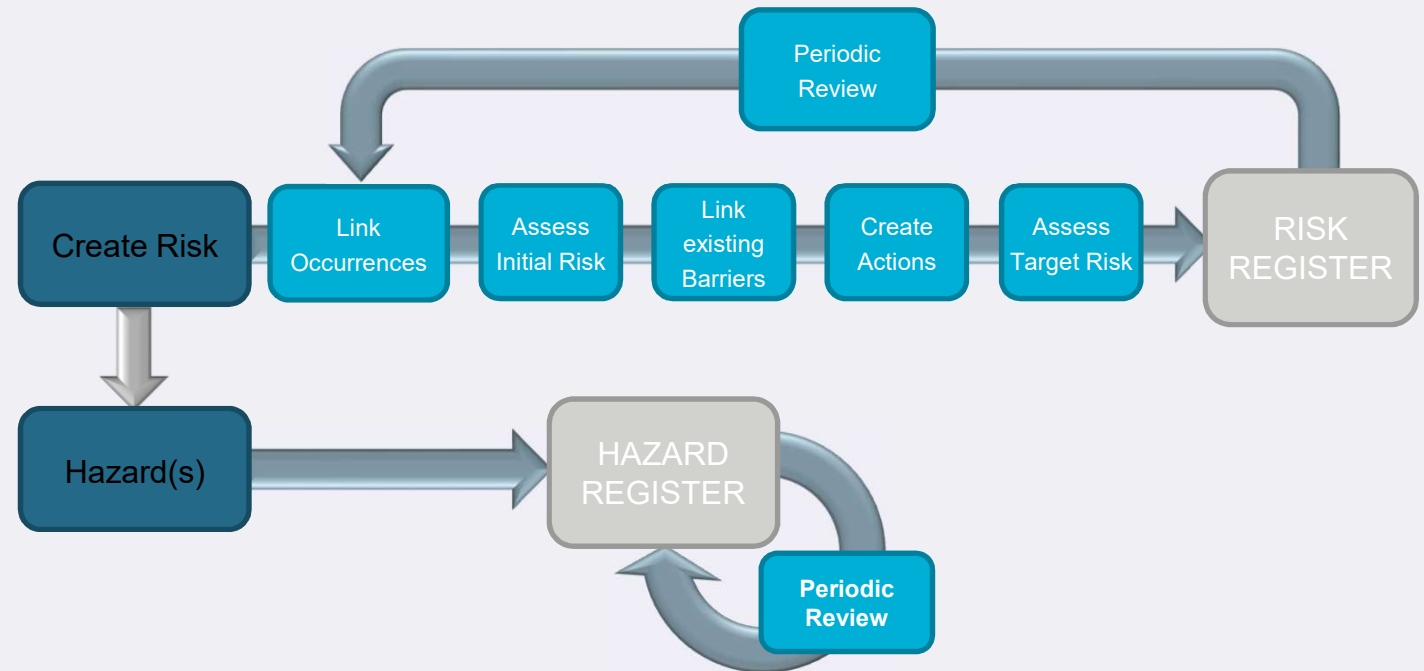 Periodic
Review
Create Risk
Link
Occurrences
Assess
Initial Risk
Link
existing
Barriers
Create
Actions
Assess
Target Risk
RISK
REGISTER
Hazard(s)
HAZARD
REGISTER
Periodic
Review